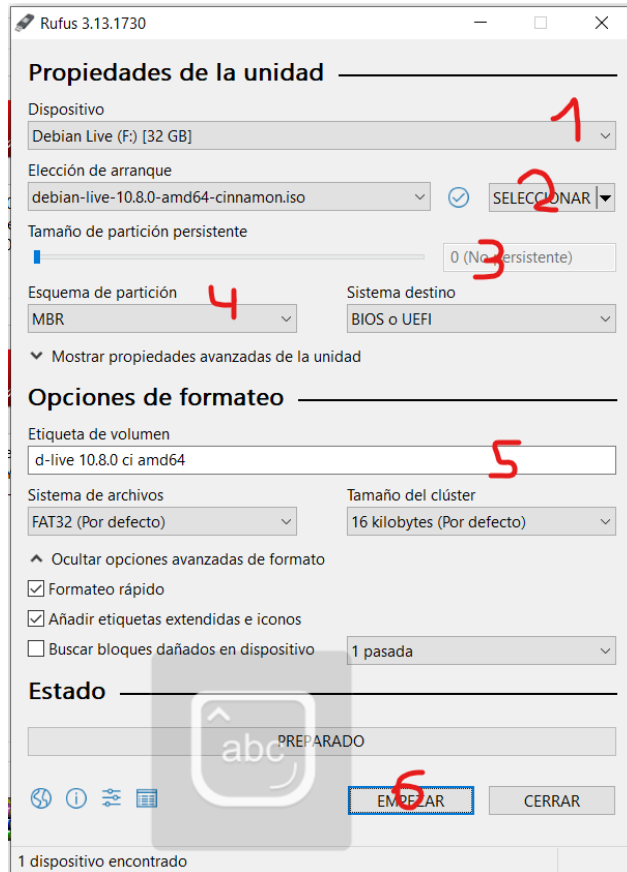 Rufus 3.13.1730
Propiedades de la unidad
Dispositivo
1
Debian Live (F:) [32 GB]
Elección de arranque
debian-live-10.8.0-amd64-cinnamon.iso
2
SELECCIONAR
Tamaño de partición persistente
3
0 (No persistente)
Esquema de partición
4
Sistema destino
MBR
BIOS o UEFI
Mostrar propiedades avanzadas de la unidad
Opciones de formateo
Etiqueta de volumen
d-live 10.8.0 ci amd64
5
Sistema de archivos
Tamaño del clúster
FAT32 (Por defecto)
16 kilobytes (Por defecto)
Ocultar opciones avanzadas de formato
Formateo rápido
Añadir etiquetas extendidas e iconos
Buscar bloques dañados en dispositivo
1 pasada
Estado
abc
PREPARADO
6
EMPEZAR
CERRAR
1 dispositivo encontrado